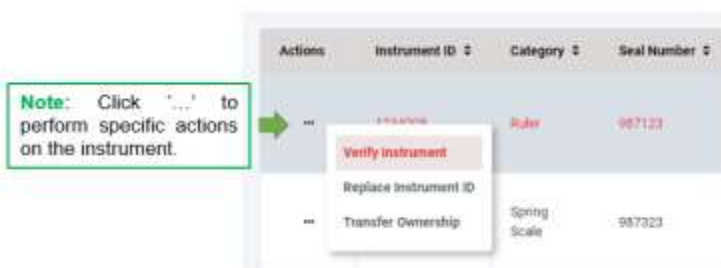 Actions Instrument ID Category Seal Number
Note: Click '...' to
perform specific actions
on the instrument.
... Ruler 987123
Verify Instrument
Replace Instrument ID
Transfer Ownership
... Spring
Scale
987323